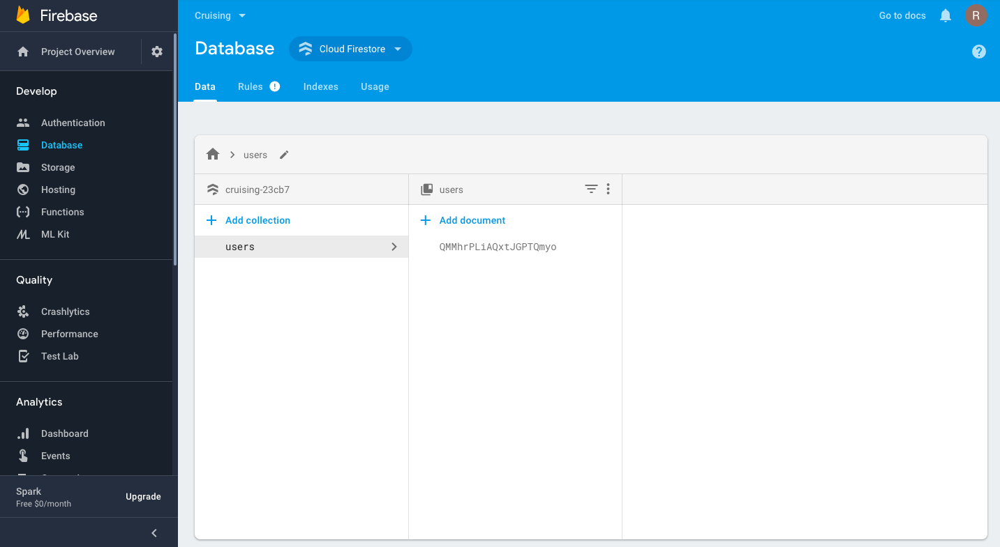 Firebase
Project Overview
Develop
Authentication
Database
Storage
Hosting
Functions
ML Kit
Quality
Crashlytics
Performance
Test Lab
Analytics
Dashboard
Events
Spark
Free $0/month
Upgrade
Cruising
Go to docs
R
Database
Cloud Firestore
Data Rules Indexes Usage
users
cruising-23cb7
Add collection
users
users
Add document
QMMhrPLiAQxtJGPTQmyo